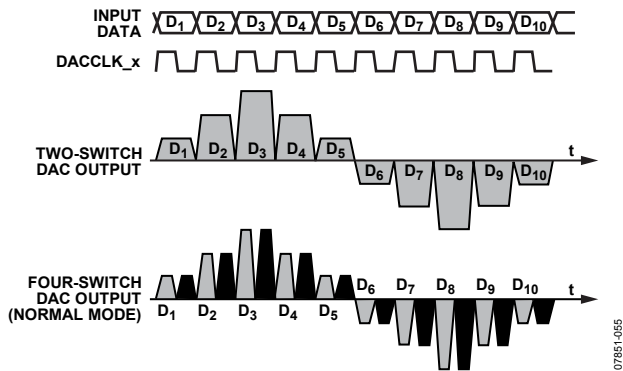 INPUT
DATA
D1 D2 D3 D4 D5 D6 D7 D8 D9 D10
DACCLK_x
TWO-SWITCH
DAC OUTPUT
D1 D2 D3 D4 D5
t
D6 D7 D8 D9 D10
FOUR-SWITCH
DAC OUTPUT
(NORMAL MODE)
D6 D7 D8 D9 D10
t
D1 D2 D3 D4 D5
07851-055